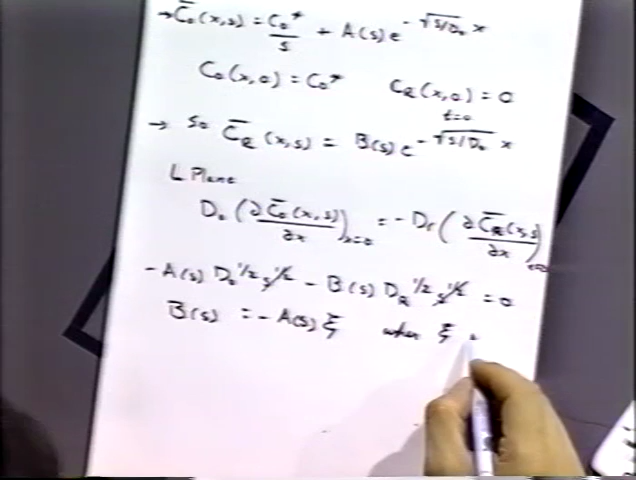 → C̄o(x,s) = Co*/s + A(s)e^-√(s/Do) x
Co(x,0) = Co* CR(x,0) = 0
t=0
→ so C̄R(x,s) = B(s)e^-√(s/Do) x
L Plane
Do (∂C̄o(x,s)/∂x)x=0 = -Dr (∂C̄R(x,s)/∂x)x=0
-A(s) Do^1/2 s^1/2 - B(s) DR^1/2 s^1/2 = 0
B(s) = -A(s) ξ when ξ